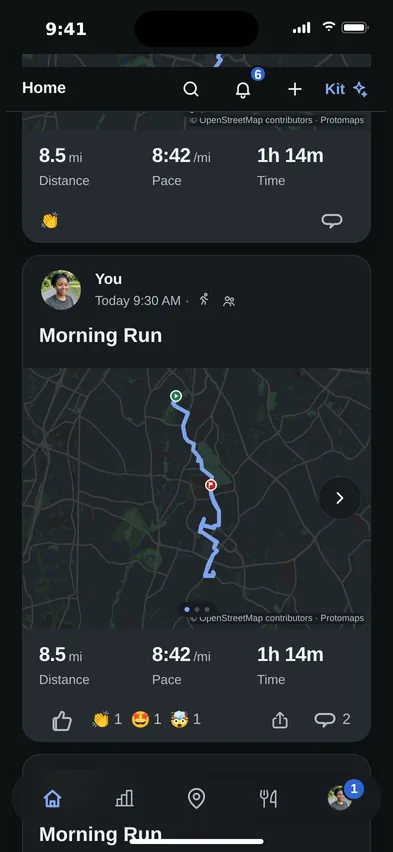 9:41
Home
6
Kit
© OpenStreetMap contributors · Protomaps
8.5 mi
8:42 /mi
1h 14m
Distance
Pace
Time
👏
You
Today 9:30 AM ·
Morning Run
© OpenStreetMap contributors · Protomaps
8.5 mi
8:42 /mi
1h 14m
Distance
Pace
Time
👏 1 🤩 1 🤯 1
2
1
Morning Run